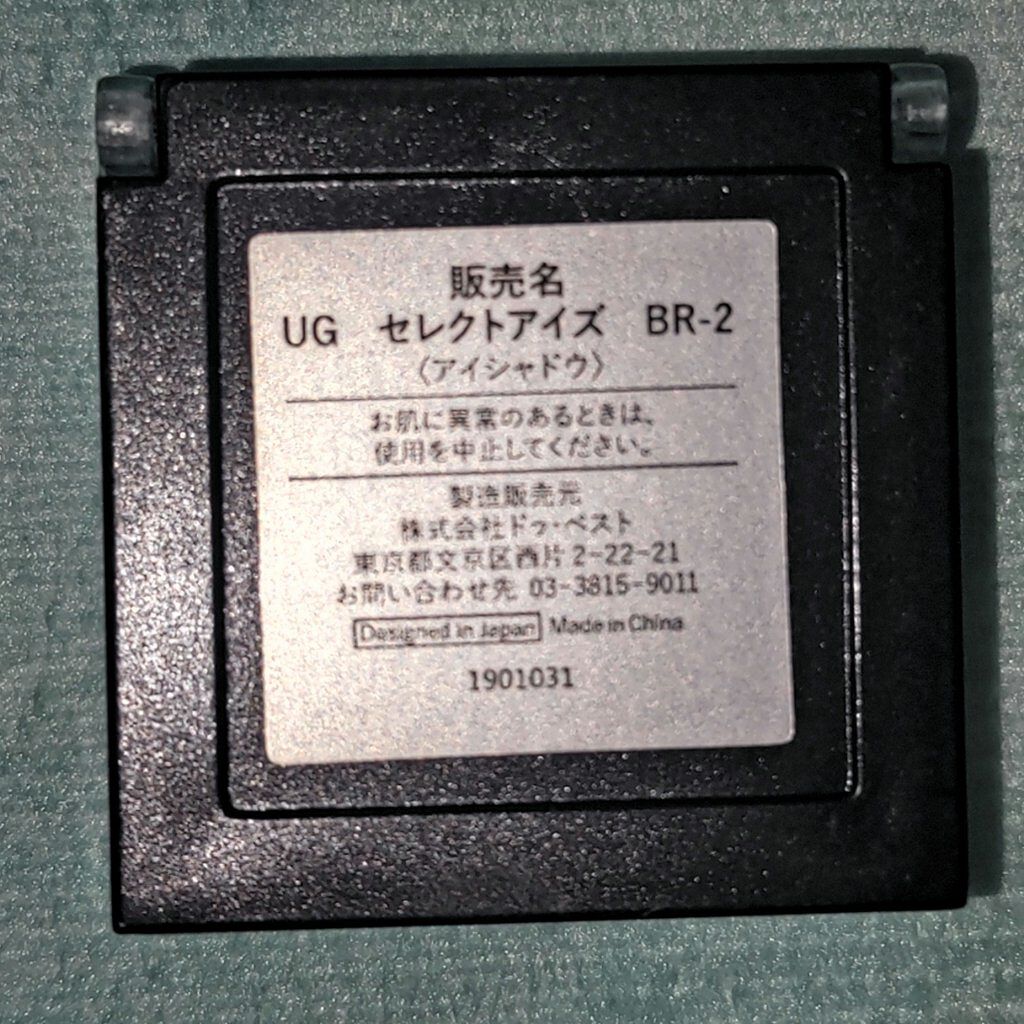 販売名
UG セレクトアイズ BR-2
〈アイシャドウ〉
お肌に異常のあるときは、
使用を中止してください。
製造販売元
株式会社ドゥ・ベスト
東京都文京区西片2-22-21
お問い合わせ先 03-3815-9011
Designed in Japan Made in China
1901031